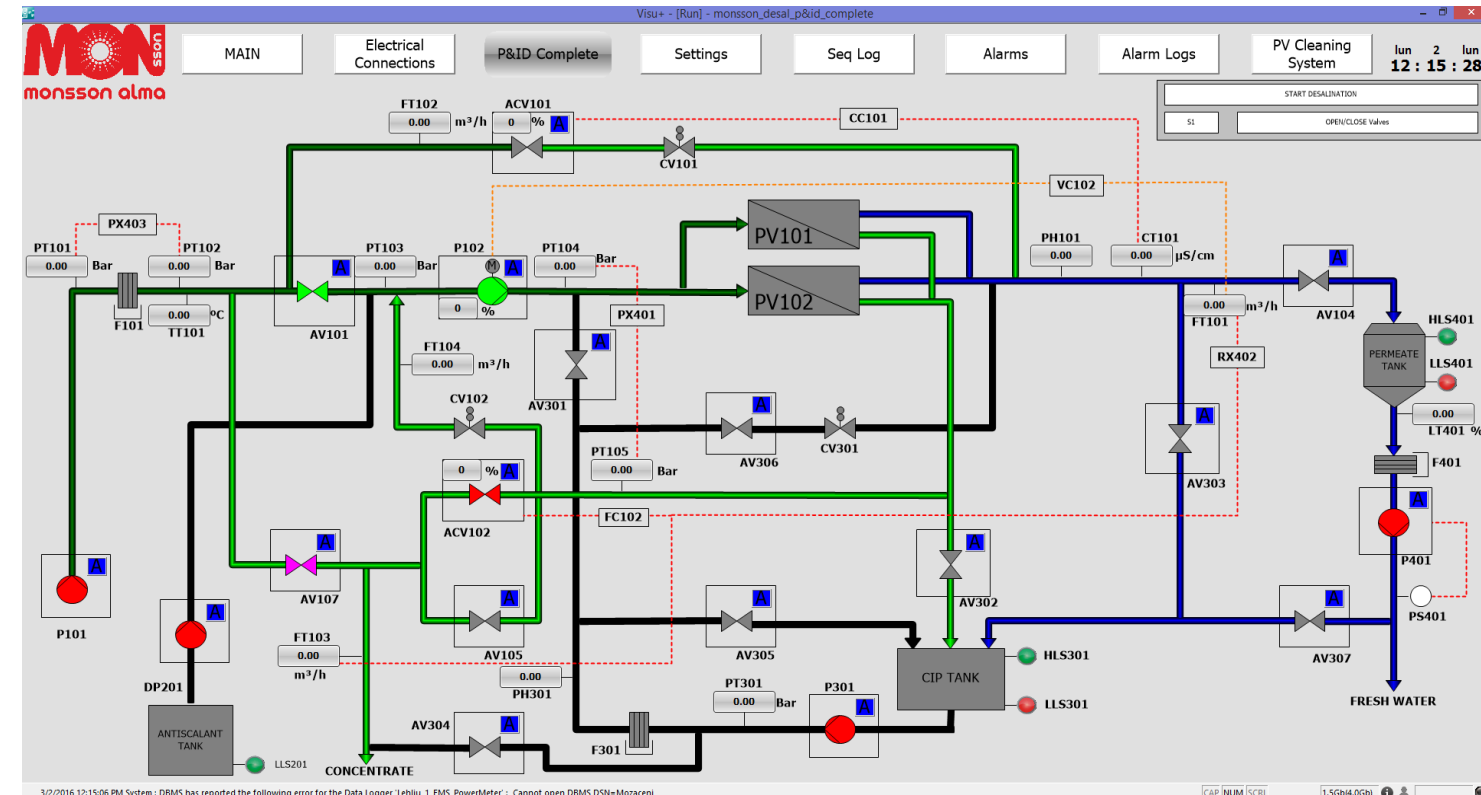 Visu+ - [Run] - monsson_desal_p&id_complete
MON
SSON
monsson alma
MAIN
Electrical
Connections
P&ID Complete
Settings
Seq Log
Alarms
Alarm Logs
PV Cleaning
System
lun 2 lun
12 : 15 : 28
START DESALINATION
S1
OPEN/CLOSE Valves
FT102
0.00 m³/h
ACV101
0 % A
CC101
CV101
VC102
PX403
PT101
0.00 Bar
PT102
0.00 Bar
F101
0.00 ºC
TT101
A
AV101
PT103
0.00 Bar
P102
M A
0 %
PT104
0.00 Bar
PV101
PV102
PH101
0.00
CT101
0.00 µS/cm
A
AV104
FT101
0.00 m³/h
PX401
RX402
HLS401
PERMEATE
TANK
LLS401
0.00
LT401 %
F401
FT104
0.00 m³/h
A
AV301
CV102
A
AV306
CV301
A
AV303
PT105
0.00 Bar
0 % A
ACV102
FC102
A
P401
PS401
A
P101
A
AV107
A
AV302
A
DP201
FT103
0.00
m³/h
A
AV105
A
AV305
A
AV307
0.00
PH301
CIP TANK
HLS301
LLS301
PT301
0.00 Bar
P301
A
FRESH WATER
ANTISCALANT
TANK
LLS201
AV304
A
F301
CONCENTRATE
3/2/2016 12:15:06 PM System : DBMS has reported the following error for the Data Logger 'Lehliu_1_EMS_PowerMeter' : Cannot open DBMS DSN=Mozaceni
CAP NUM SCRL
1.5Gb(4.0Gb)